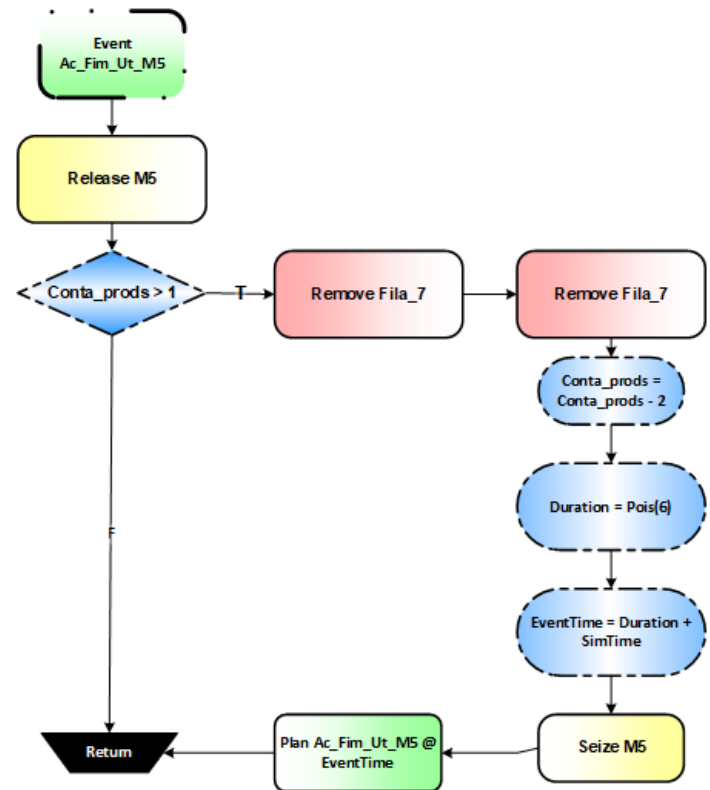 Event
Ac_Fim_Ut_M5
Release M5
Conta_prods > 1
T
Remove Fila_7
Remove Fila_7
Conta_prods =
Conta_prods - 2
Duration = Pois(6)
EventTime = Duration +
SimTime
F
Seize M5
Plan Ac_Fim_Ut_M5 @
EventTime
Return